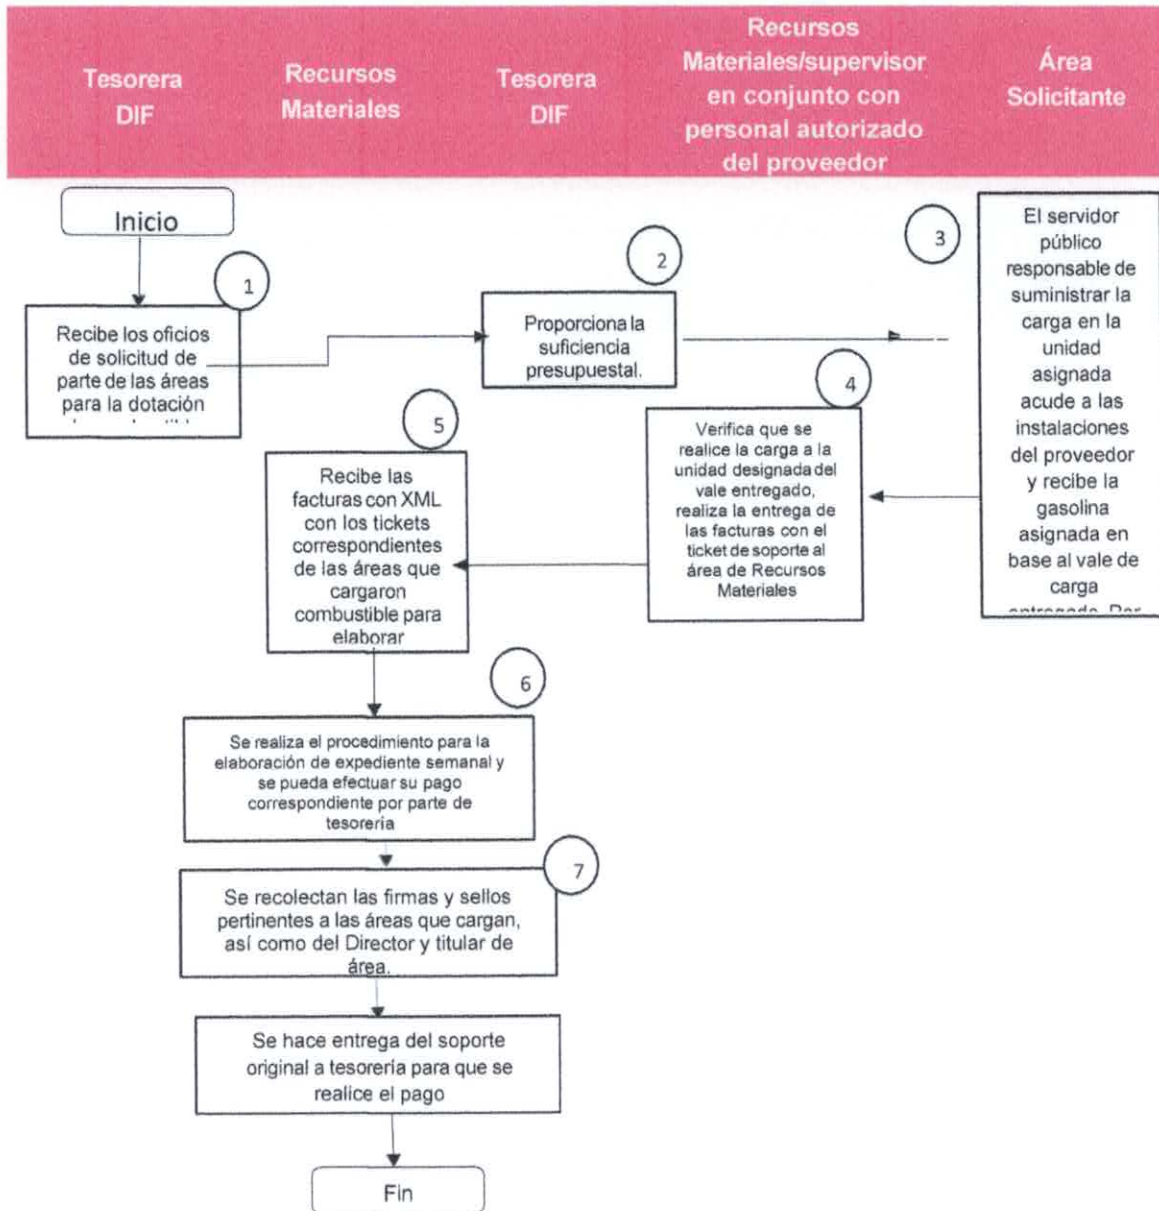 Tesorera
DIF
Recursos
Materiales
Tesorera
DIF
Recursos
Materiales/supervisor
en conjunto con
personal autorizado
del proveedor
Área
Solicitante
Inicio
1
Recibe los oficios
de solicitud de
parte de las áreas
para la dotación
2
Proporciona la
suficiencia
presupuestal.
3
El servidor
público
responsable de
suministrar la
carga en la
unidad
asignada
acude a las
instalaciones
del proveedor
y recibe la
gasolina
asignada en
base al vale de
carga
entregado. Por
4
Verifica que se
realice la carga a la
unidad designada del
vale entregado,
realiza la entrega de
las facturas con el
ticket de soporte al
área de Recursos
Materiales
5
Recibe las
facturas con XML
con los tickets
correspondientes
de las áreas que
cargaron
combustible para
elaborar
6
Se realiza el procedimiento para la
elaboración de expediente semanal y
se pueda efectuar su pago
correspondiente por parte de
tesorería
7
Se recolectan las firmas y sellos
pertinentes a las áreas que cargan,
así como del Director y titular de
área.
Se hace entrega del soporte
original a tesorería para que se
realice el pago
Fin